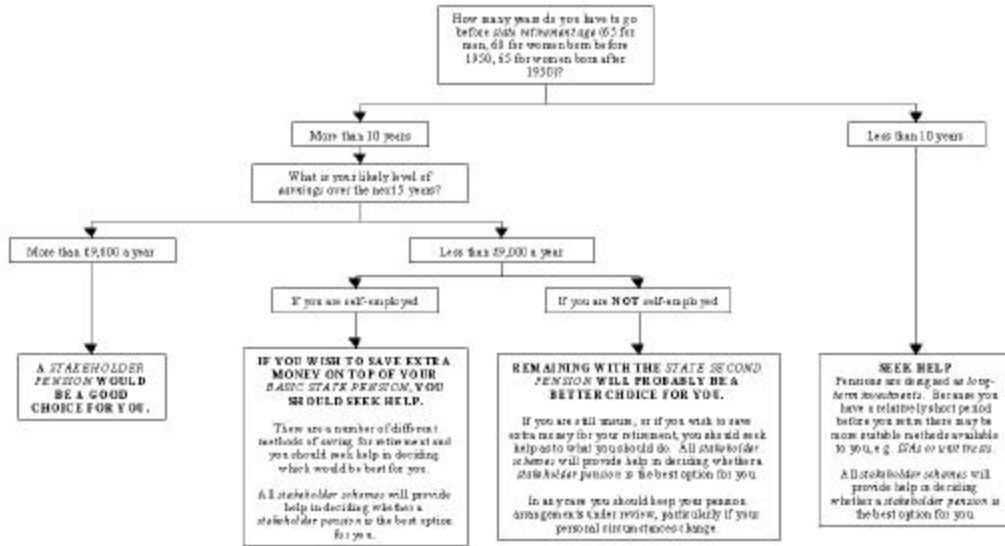 How many years do you have to go
before state retirement age (65 for
men, 60 for women born before
1950, 65 for women born after
1950)?
More than 10 years
Less than 10 years
What is your likely level of
earnings over the next 5 years?
More than £9,000 a year
Less than £9,000 a year
If you are self-employed
If you are NOT self-employed
A STAKEHOLDER
PENSION WOULD
BE A GOOD
CHOICE FOR YOU.
IF YOU WISH TO SAVE EXTRA
MONEY ON TOP OF YOUR
BASIC STATE PENSION, YOU
SHOULD SEEK HELP.
There are a number of different
methods of saving for retirement and
you should seek help in deciding
which would be best for you.
All stakeholder schemes will provide
help in deciding whether a
stakeholder pension is the best option
for you.
REMAINING WITH THE STATE SECOND
PENSION WILL PROBABLY BE A
BETTER CHOICE FOR YOU.
If you are still unsure, or if you wish to save
extra money for your retirement, you should seek
help as to what you should do. All stakeholder
schemes will provide help in deciding whether a
stakeholder pension is the best option for you.
In any case you should keep your pension
arrangements under review, particularly if your
personal circumstances change.
SEEK HELP
Pensions are designed as long-
term investments. Because you
have a relatively short period
before you retire there may be
more suitable methods available
to you, e.g. ISAs or unit trusts.
All stakeholder schemes will
provide help in deciding
whether a stakeholder pension is
the best option for you.